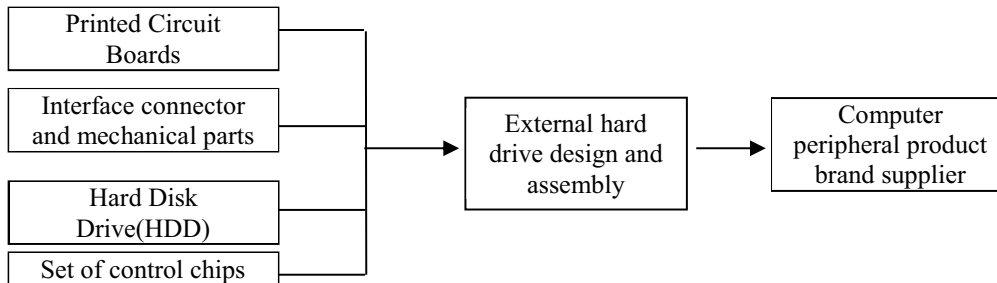 Printed Circuit
Boards
Interface connector
and mechanical parts
Hard Disk
Drive(HDD)
Set of control chips
External hard
drive design and
assembly
Computer
peripheral product
brand supplier